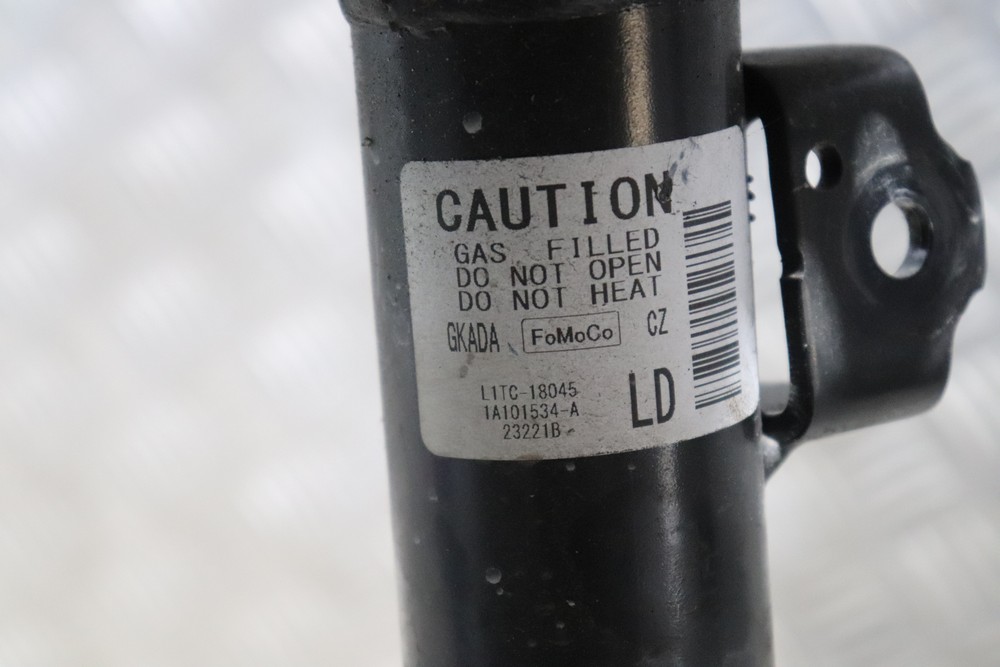 CAUTION
GAS FILLED
DO NOT OPEN
DO NOT HEAT
GKADA FoMoCo CZ
L1TC-18045
1A101534-A
23221B
LD